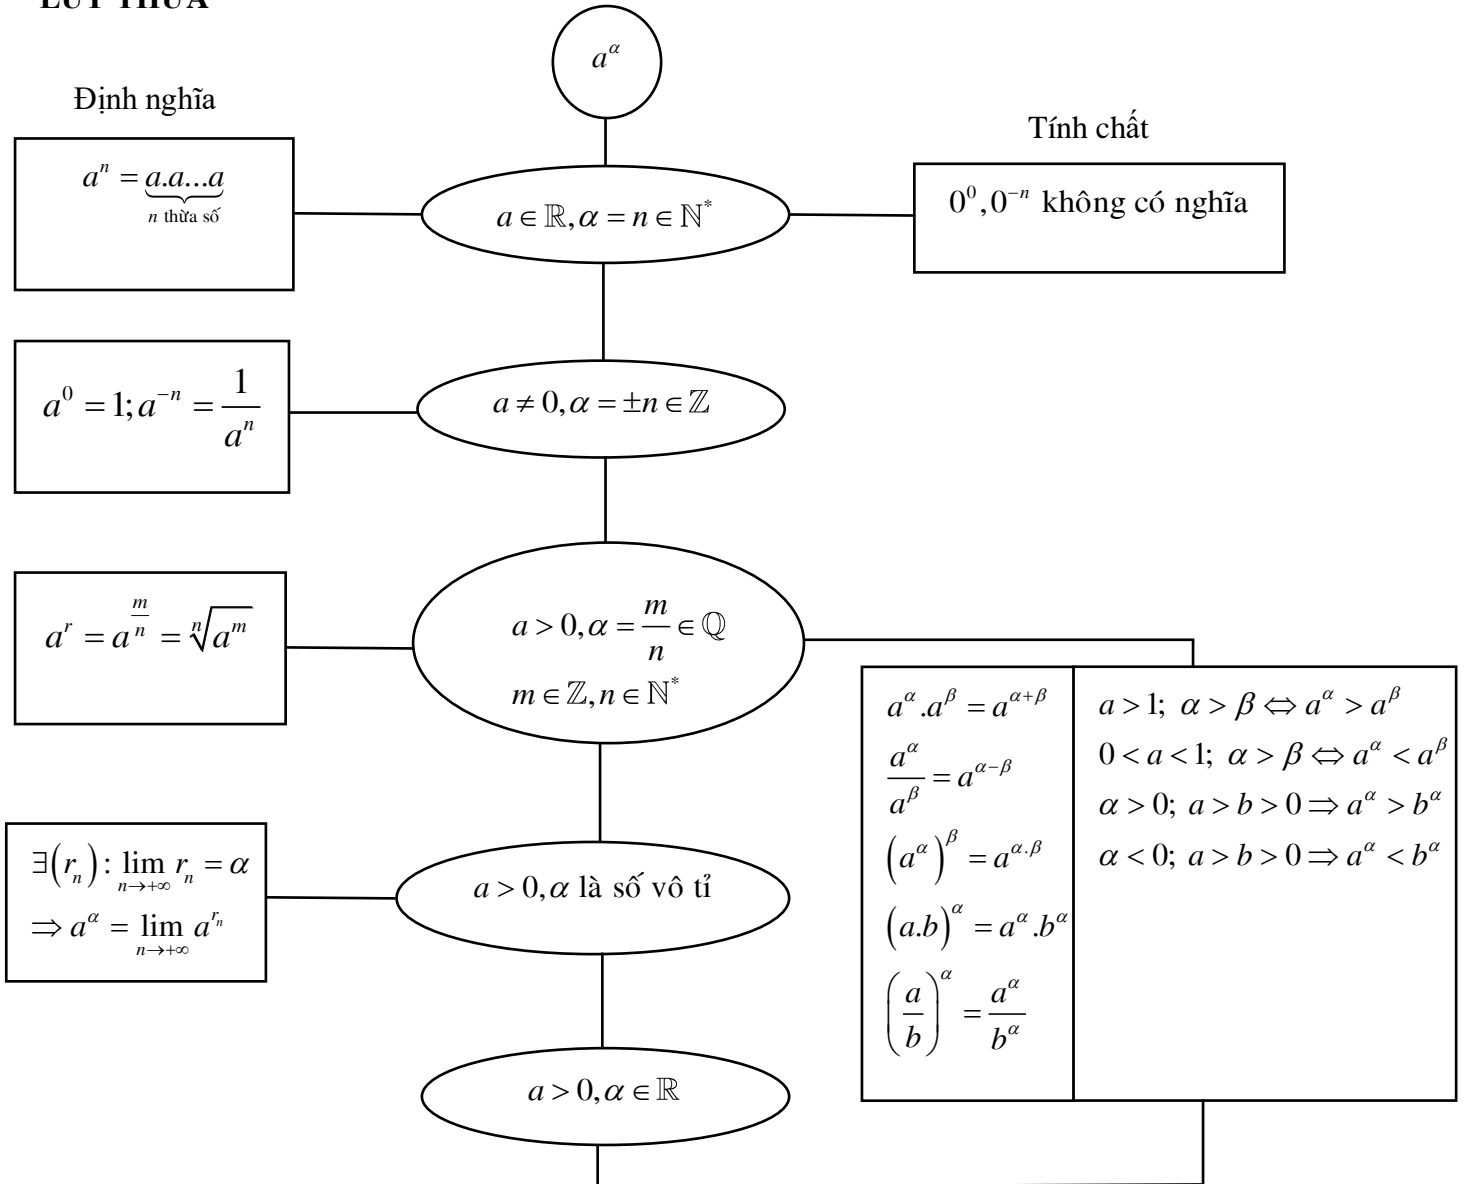 LUỸ THỪA
a^α
Định nghĩa
Tính chất
a^n = a.a...a
n thừa số
a ∈ ℝ, α = n ∈ ℕ*
0^0, 0^{-n} không có nghĩa
a^0 = 1; a^{-n} = 1/a^n
a ≠ 0, α = ±n ∈ ℤ
a^r = a^{m/n} = ⁿ√(a^m)
a > 0, α = m/n ∈ ℚ
m ∈ ℤ, n ∈ ℕ*
a^α.a^β = a^{α+β}
a^α/a^β = a^{α−β}
(a^α)^β = a^{α.β}
(a.b)^α = a^α.b^α
(a/b)^α = a^α/b^α
a > 1; α > β ⇔ a^α > a^β
0 < a < 1; α > β ⇔ a^α < a^β
α > 0; a > b > 0 ⇒ a^α > b^α
α < 0; a > b > 0 ⇒ a^α < b^α
∃(r_n): lim_{n→+∞} r_n = α
⇒ a^α = lim_{n→+∞} a^{r_n}
a > 0, α là số vô tỉ
a > 0, α ∈ ℝ